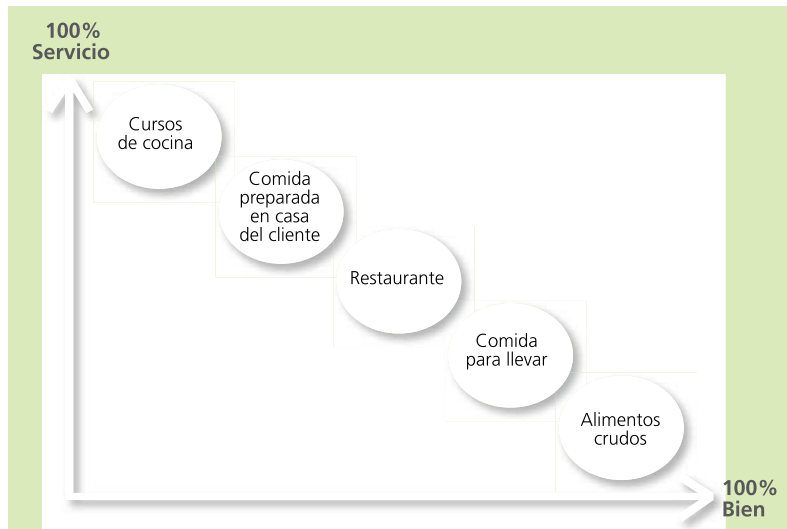 100%
Servicio
Cursos
de cocina
Comida
preparada
en casa
del cliente
Restaurante
Comida
para llevar
Alimentos
crudos
100%
Bien